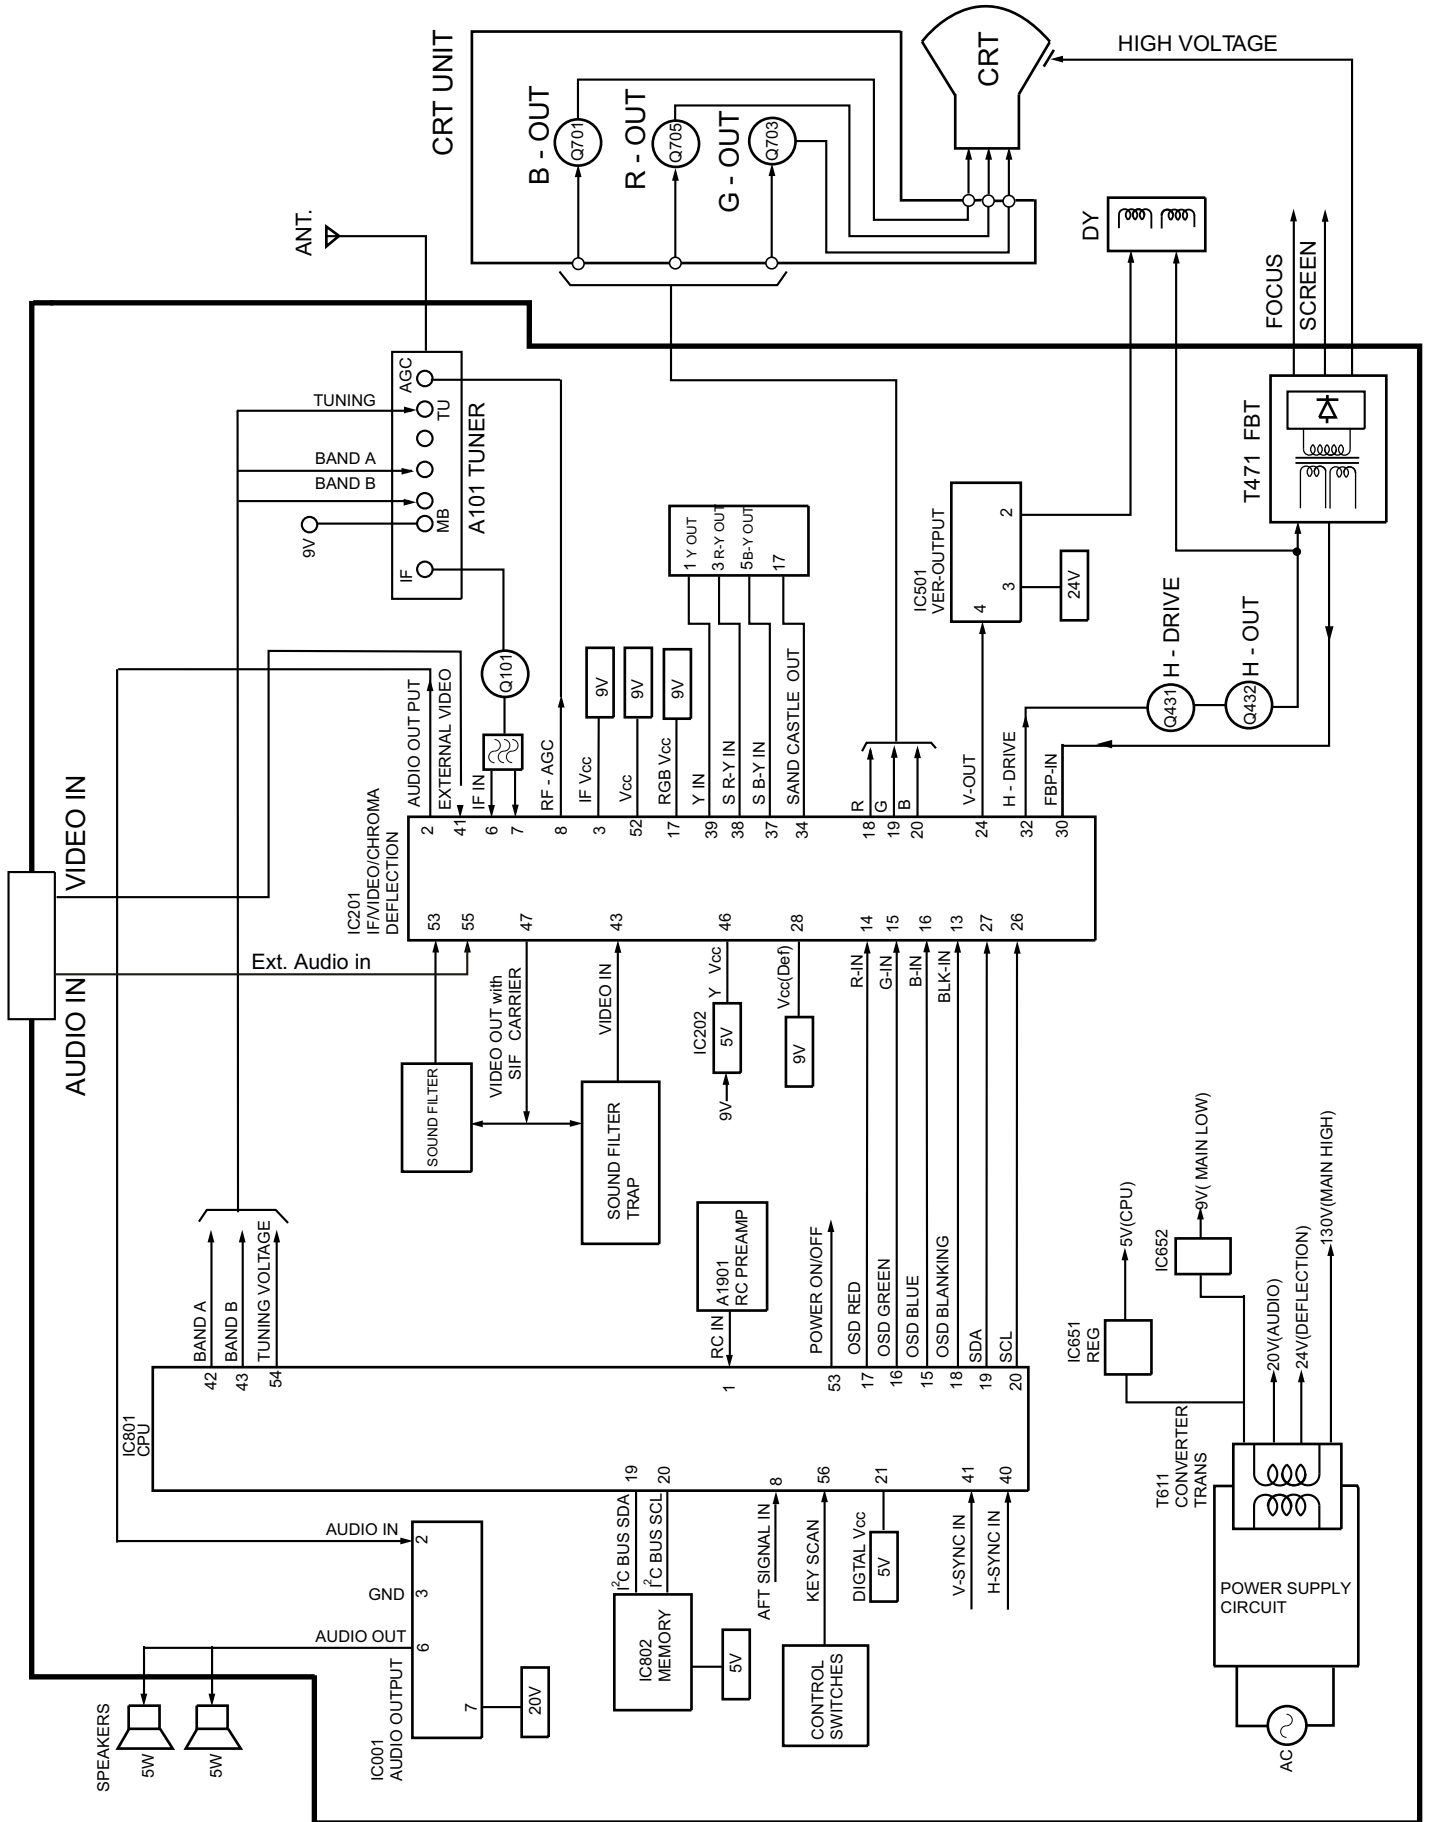 CRT UNIT
B - OUT
Q701
R - OUT
Q705
G - OUT
Q703
CRT
HIGH VOLTAGE
ANT.
DY
FOCUS
SCREEN
T471 FBT
TUNING
BAND A
BAND B
9V
AGC
TU
MB
IF
A101 TUNER
Q101
1 Y OUT
3 R-Y OUT
5B-Y OUT
17
IC501
VER-OUTPUT
4
3
2
24V
H - DRIVE
Q431
H - OUT
Q432
VIDEO IN
AUDIO IN
Ext. Audio in
AUDIO OUT PUT
EXTERNAL VIDEO
IF IN
RF - AGC
IF Vcc
9V
Vcc
9V
RGB Vcc
9V
Y IN
S R-Y IN
S B-Y IN
SAND CASTLE OUT
R
G
B
V-OUT
H - DRIVE
FBP-IN
IC201
IF/VIDEO/CHROMA
DEFLECTION
2
41
6
7
8
3
52
17
39
38
37
34
18
19
20
24
32
30
53
55
47
43
46
28
14
15
16
13
27
26
SOUND FILTER
VIDEO OUT with
SIF CARRIER
SOUND FILTER
TRAP
VIDEO IN
IC202
5V
Y Vcc
9V
Vcc(Def)
9V
R-IN
G-IN
B-IN
BLK-IN
BAND A
BAND B
TUNING VOLTAGE
A1901
RC PREAMP
RC IN
POWER ON/OFF
OSD RED
OSD GREEN
OSD BLUE
OSD BLANKING
SDA
SCL
IC801
CPU
42
43
54
1
53
17
16
15
18
19
20
19
20
8
56
21
41
40
I2C BUS SDA
I2C BUS SCL
IC802
MEMORY
5V
AFT SIGNAL IN
KEY SCAN
CONTROL
SWITCHES
DIGTAL Vcc
5V
V-SYNC IN
H-SYNC IN
AUDIO IN
2
GND
3
AUDIO OUT
6
7
20V
IC001
AUDIO OUTPUT
SPEAKERS
5W
5W
5V(CPU)
IC651
REG
IC652
9V( MAIN LOW)
20V(AUDIO)
24V(DEFLECTION)
130V(MAIN HIGH)
T611
CONVERTER
TRANS
POWER SUPPLY
CIRCUIT
AC